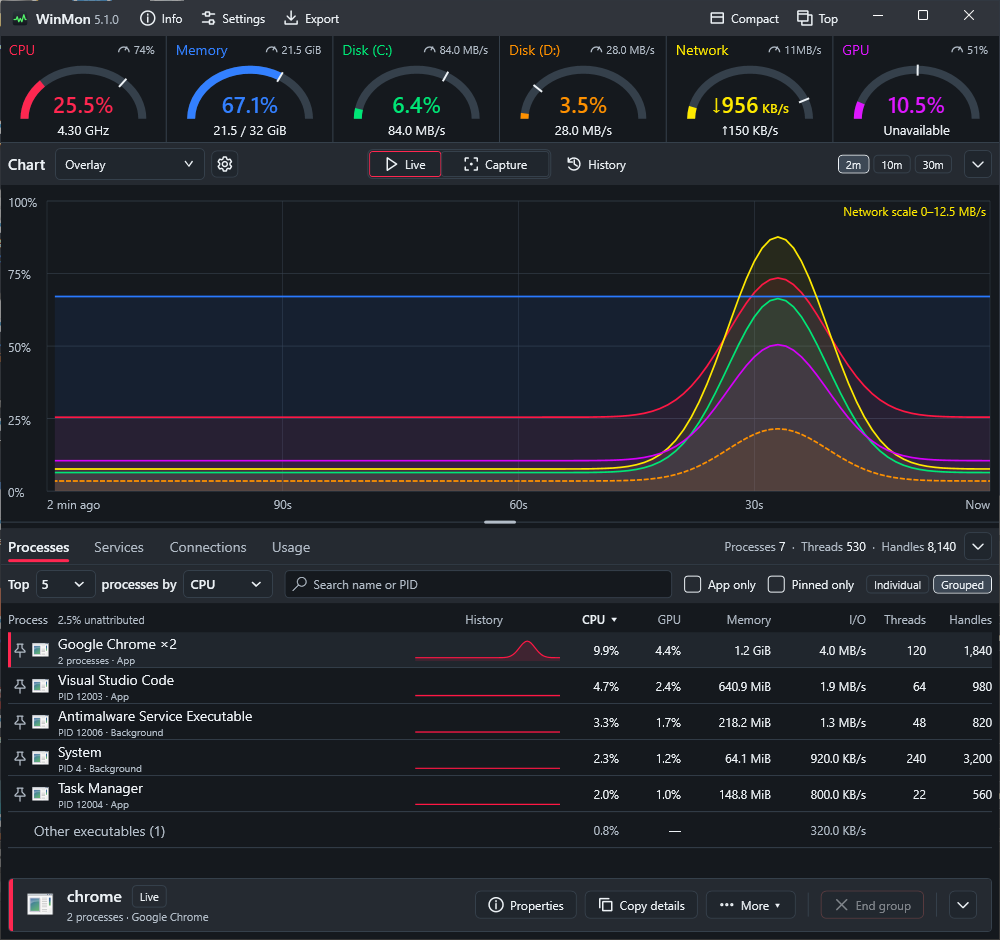 WinMon 5.1.0 Info Settings Export Compact Top
CPU 74% Memory 21.5 GiB Disk (C:) 84.0 MB/s Disk (D:) 28.0 MB/s Network 11MB/s GPU 51%
25.5% 67.1% 6.4% 3.5% ↓956 KB/s 10.5%
4.30 GHz 21.5 / 32 GiB 84.0 MB/s 28.0 MB/s ↑150 KB/s Unavailable
Chart Overlay Live Capture History 2m 10m 30m
100%
Network scale 0–12.5 MB/s
75%
50%
25%
0%
2 min ago 90s 60s 30s Now
Processes Services Connections Usage Processes 7 · Threads 530 · Handles 8,140
Top 5 processes by CPU Search name or PID App only Pinned only Individual Grouped
Process 2.5% unattributed History CPU ▼ GPU Memory I/O Threads Handles
Google Chrome ×2
2 processes · App
9.9% 4.4% 1.2 GiB 4.0 MB/s 120 1,840
Visual Studio Code
PID 12003 · App
4.7% 2.4% 640.9 MiB 1.9 MB/s 64 980
Antimalware Service Executable
PID 12006 · Background
3.3% 1.7% 218.2 MiB 1.3 MB/s 48 820
System
PID 4 · Background
2.3% 1.2% 64.1 MiB 920.0 KB/s 240 3,200
Task Manager
PID 12004 · App
2.0% 1.0% 148.8 MiB 800.0 KB/s 22 560
Other executables (1) 0.8% — 320.0 KB/s
chrome Live
2 processes · Google Chrome
Properties Copy details ••• More ▼ End group